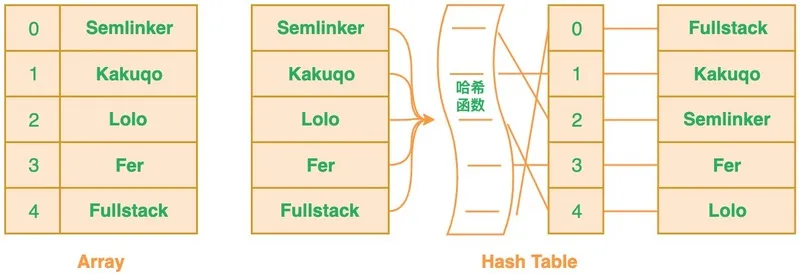 0 Semlinker
1 Kakuqo
2 Lolo
3 Fer
4 Fullstack
Array
Semlinker
Kakuqo
Lolo
Fer
Fullstack
哈希
函数
0 Fullstack
1 Kakuqo
2 Semlinker
3 Fer
4 Lolo
Hash Table